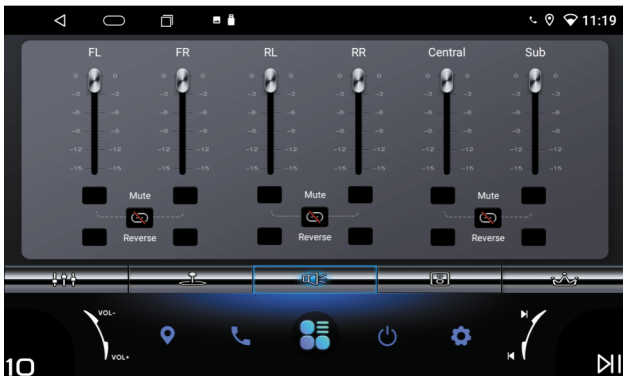 11:19
FL FR RL RR Central Sub
0 0 0 0 0 0 0 0 0 0 0 0
-3 -3 -3 -3 -3 -3 -3 -3 -3 -3 -3 -3
-6 -6 -6 -6 -6 -6 -6 -6 -6 -6 -6 -6
-9 -9 -9 -9 -9 -9 -9 -9 -9 -9 -9 -9
-12 -12 -12 -12 -12 -12 -12 -12 -12 -12 -12 -12
-15 -15 -15 -15 -15 -15 -15 -15 -15 -15 -15 -15
Mute Mute Mute
Reverse Reverse Reverse
VOL-
VOL+
10